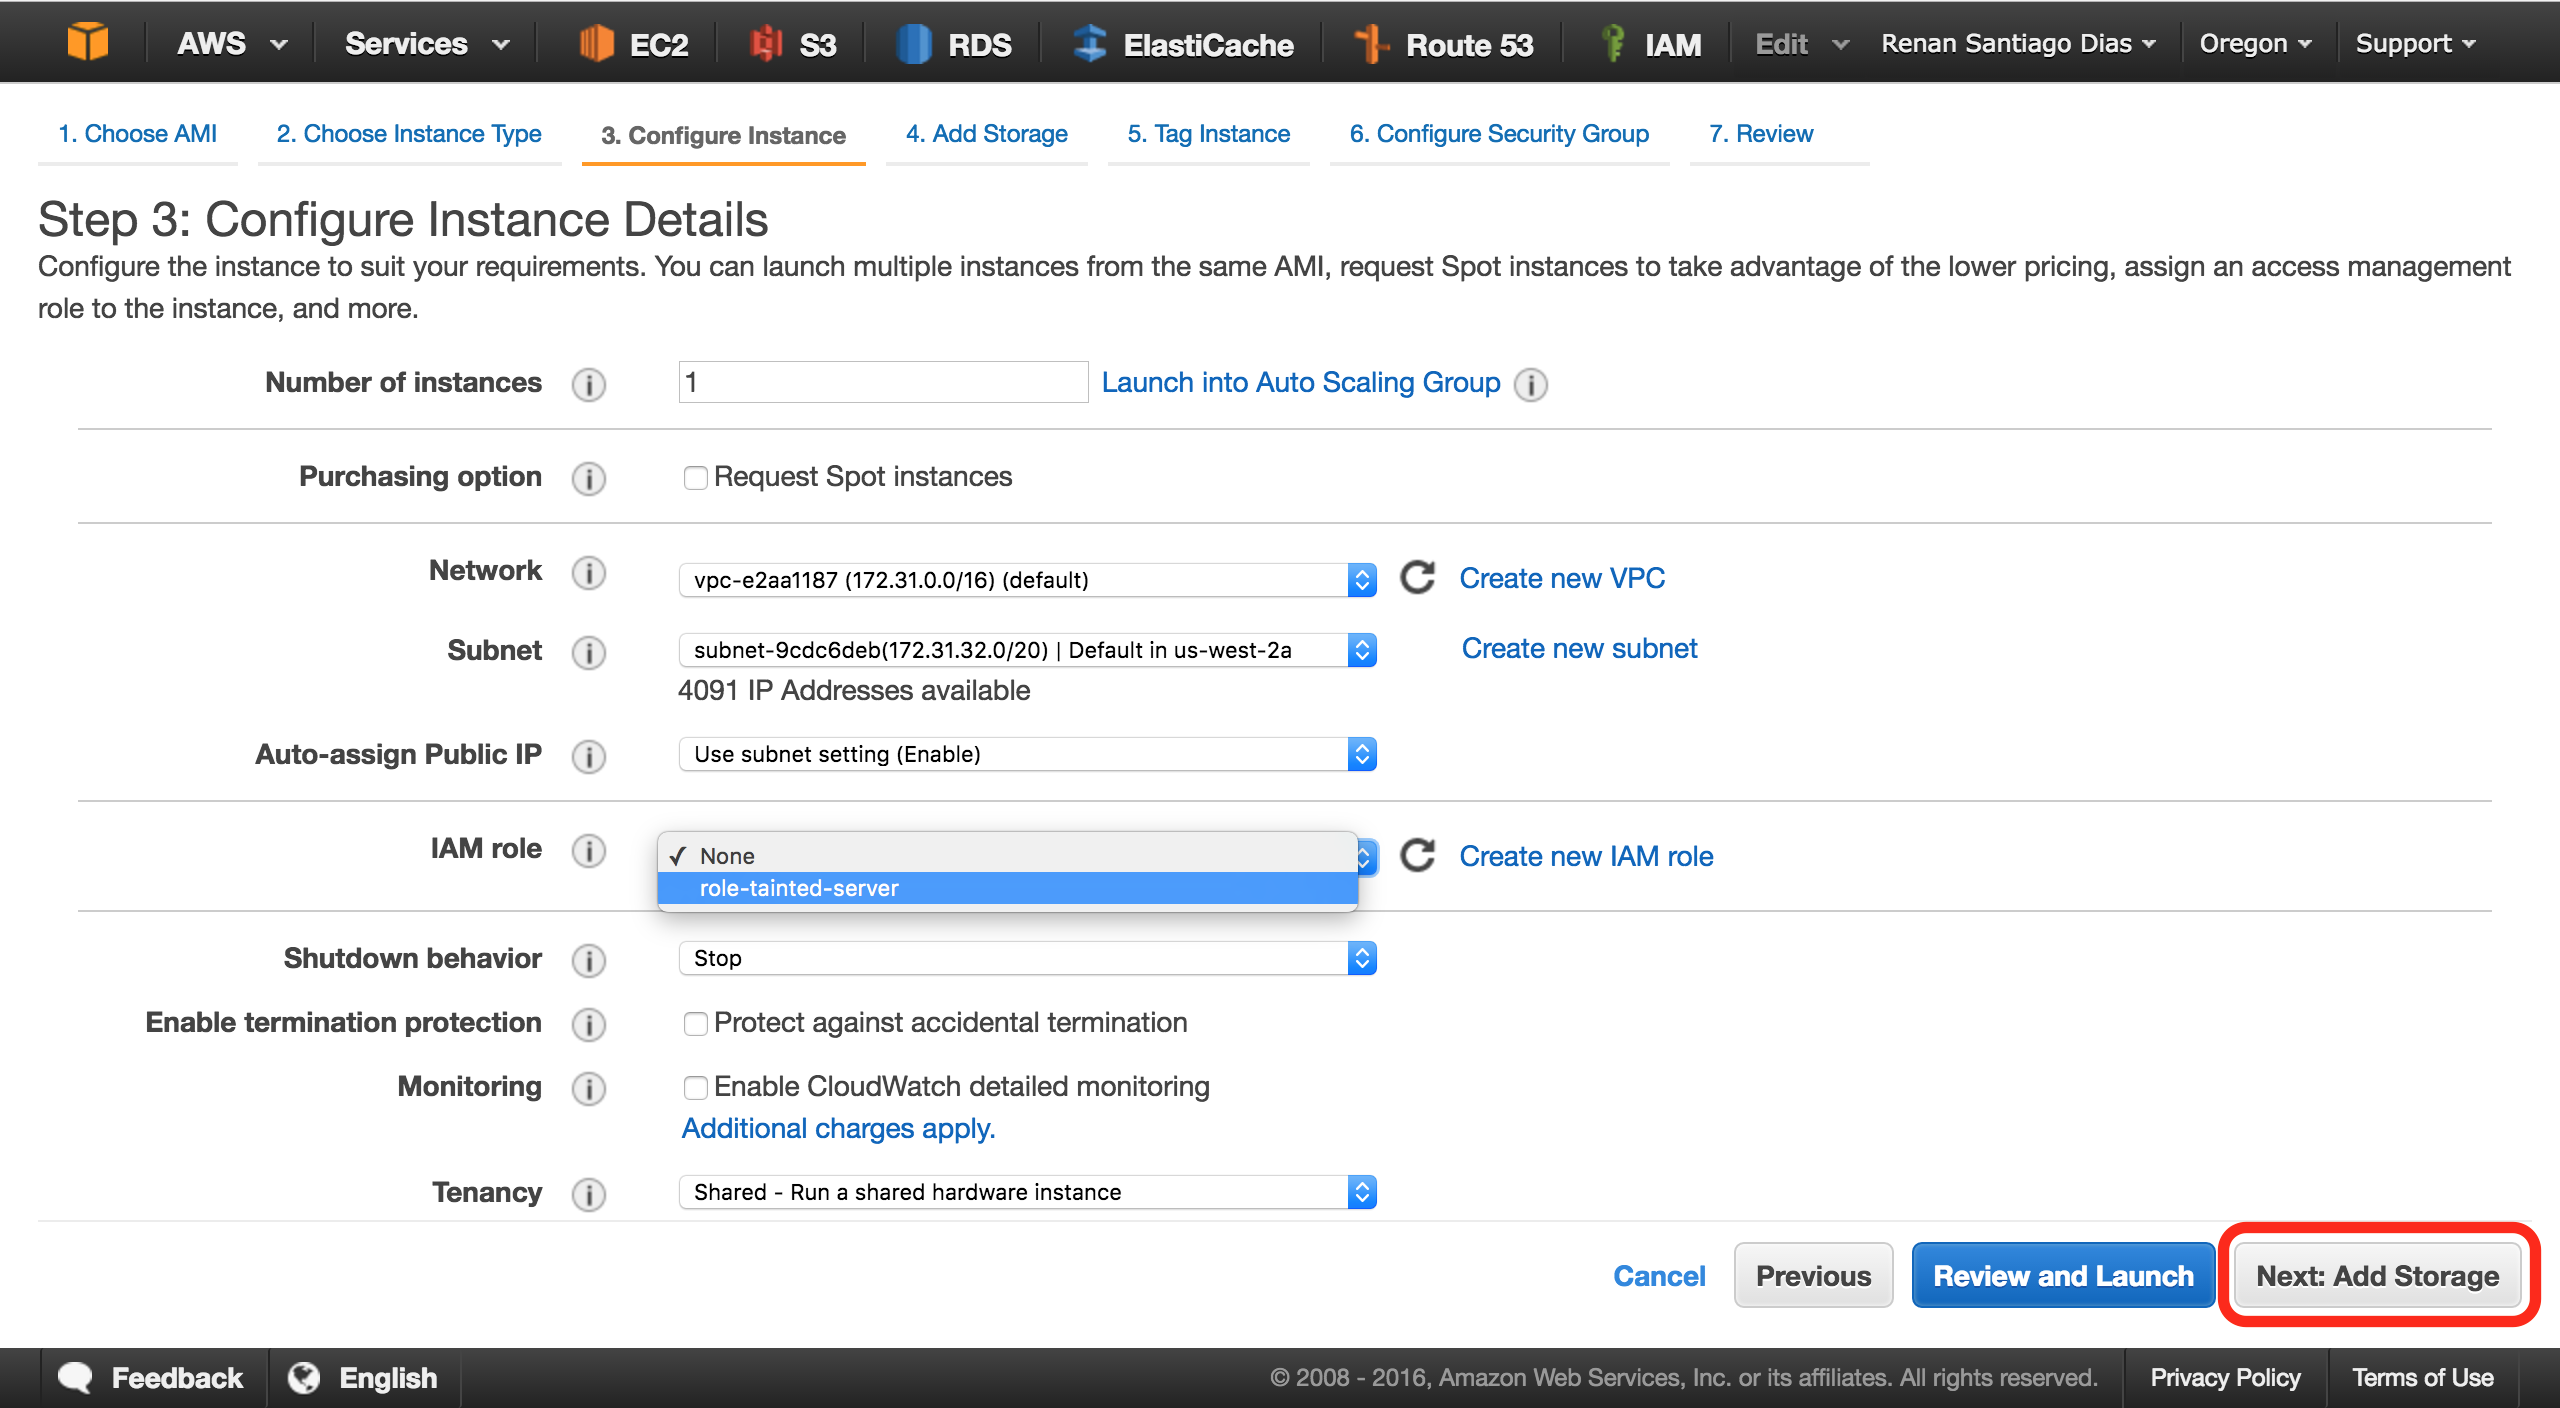 AWS Services EC2 S3 RDS ElastiCache Route 53 IAM Edit Renan Santiago Dias Oregon Support
1. Choose AMI 2. Choose Instance Type 3. Configure Instance 4. Add Storage 5. Tag Instance 6. Configure Security Group 7. Review
Step 3: Configure Instance Details
Configure the instance to suit your requirements. You can launch multiple instances from the same AMI, request Spot instances to take advantage of the lower pricing, assign an access management
role to the instance, and more.
Number of instances i 1 Launch into Auto Scaling Group i
Purchasing option i Request Spot instances
Network i vpc-e2aa1187 (172.31.0.0/16) (default) Create new VPC
Subnet i subnet-9cdc6deb(172.31.32.0/20) | Default in us-west-2a Create new subnet
4091 IP Addresses available
Auto-assign Public IP i Use subnet setting (Enable)
IAM role i ✓ None Create new IAM role
role-tainted-server
Shutdown behavior i Stop
Enable termination protection i Protect against accidental termination
Monitoring i Enable CloudWatch detailed monitoring
Additional charges apply.
Tenancy i Shared - Run a shared hardware instance
Cancel Previous Review and Launch Next: Add Storage
Feedback English © 2008 - 2016, Amazon Web Services, Inc. or its affiliates. All rights reserved. Privacy Policy Terms of Use